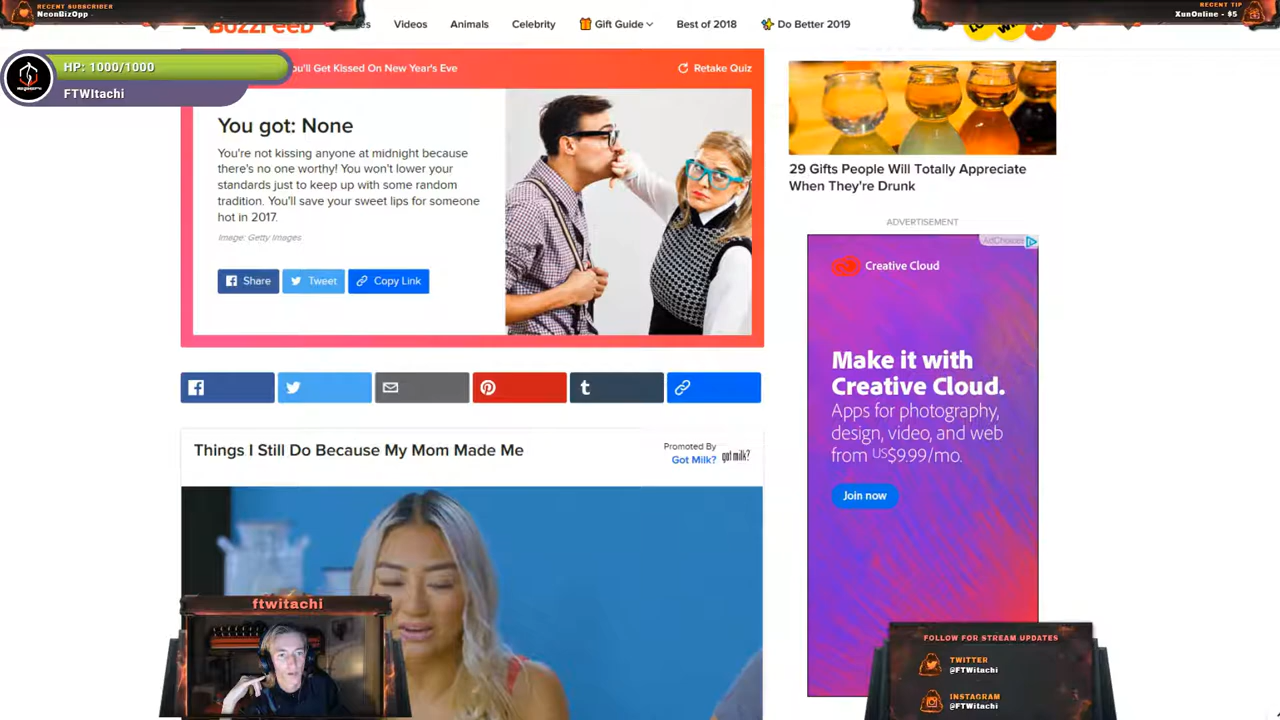 RECENT SUBSCRIBER
NeonBizOpp
RECENT TIP
XunOnline - $5
BuzzFeed
Videos
Animals
Celebrity
Gift Guide
Best of 2018
Do Better 2019
HP: 1000/1000
FTWItachi
ou'll Get Kissed On New Year's Eve
Retake Quiz
You got: None
You're not kissing anyone at midnight because
there's no one worthy! You won't lower your
standards just to keep up with some random
tradition. You'll save your sweet lips for someone
hot in 2017.
Image: Getty Images
Share
Tweet
Copy Link
29 Gifts People Will Totally Appreciate
When They're Drunk
ADVERTISEMENT
AdChoices
Creative Cloud
Make it with
Creative Cloud.
Apps for photography,
design, video, and web
from US$9.99/mo.
Join now
Things I Still Do Because My Mom Made Me
Promoted By
Got Milk?
got milk?
ftwitachi
FOLLOW FOR STREAM UPDATES
TWITTER
@FTWitachi
INSTAGRAM
@FTWitachi